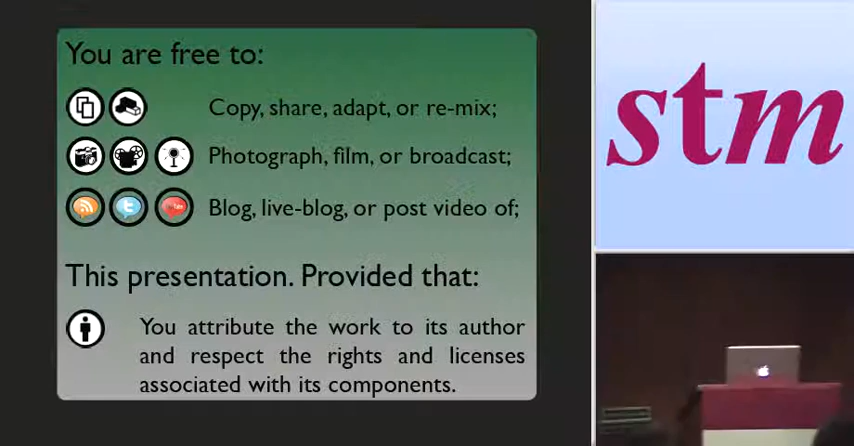 You are free to:
Copy, share, adapt, or re-mix;
Photograph, film, or broadcast;
Blog, live-blog, or post video of;
This presentation. Provided that:
You attribute the work to its author
and respect the rights and licenses
associated with its components.
stm